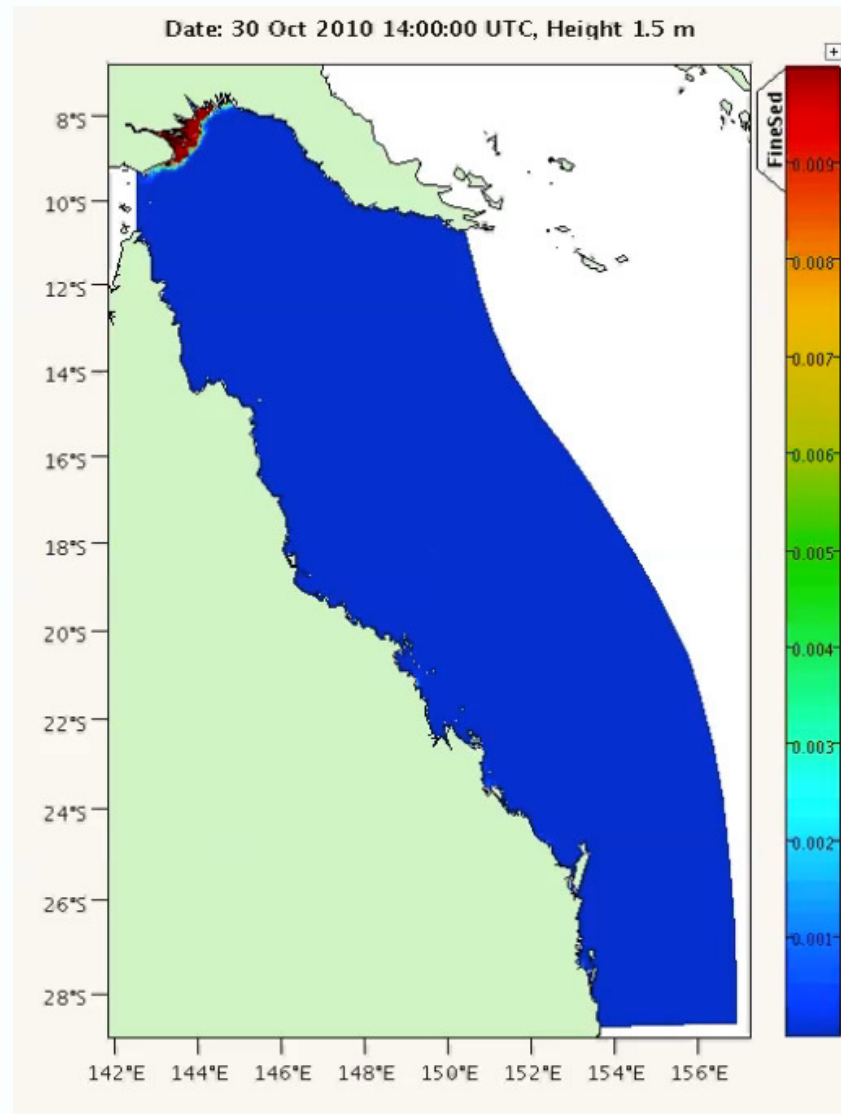 Date: 30 Oct 2010 14:00:00 UTC, Height 1.5 m
+
FineSed
8°S
10°S
12°S
14°S
16°S
18°S
20°S
22°S
24°S
26°S
28°S
142°E 144°E 146°E 148°E 150°E 152°E 154°E 156°E
0.009
0.008
0.007
0.006
0.005
0.004
0.003
0.002
0.001